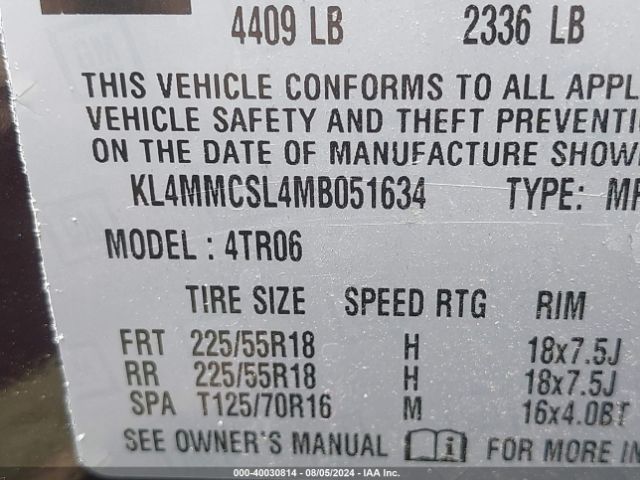 4409 LB 2336 LB
THIS VEHICLE CONFORMS TO ALL APPL
VEHICLE SAFETY AND THEFT PREVENTI
ON THE DATE OF MANUFACTURE SHOW
KL4MMCSL4MB051634 TYPE: MP
MODEL : 4TR06
TIRE SIZE SPEED RTG RIM
FRT 225/55R18 H 18x7.5J
RR 225/55R18 H 18x7.5J
SPA T125/70R16 M 16x4.0BT
SEE OWNER'S MANUAL i FOR MORE IN
000-40030814 - 08/05/2024 - IAA Inc.